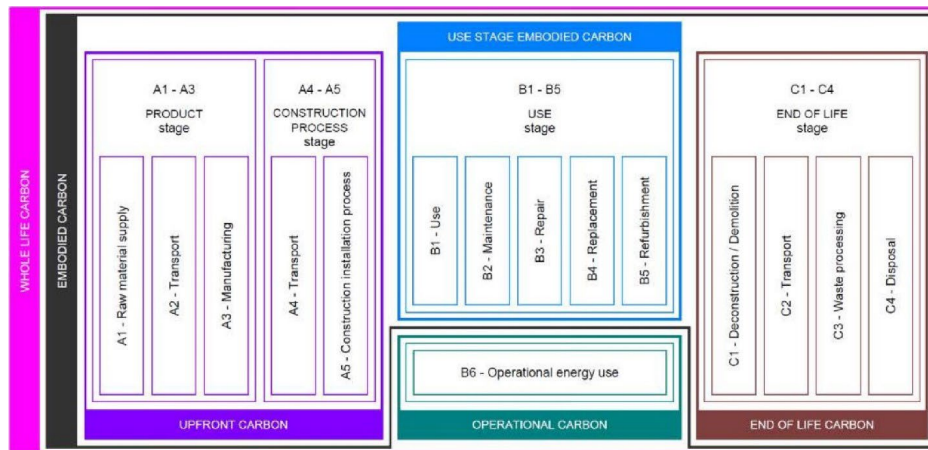 WHOLE LIFE CARBON
EMBODIED CARBON
A1 - A3
PRODUCT
stage
A1 - Raw material supply
A2 - Transport
A3 - Manufacturing
A4 - A5
CONSTRUCTION
PROCESS
stage
A4 - Transport
A5 - Construction installation process
UPFRONT CARBON
USE STAGE EMBODIED CARBON
B1 - B5
USE
stage
B1 - Use
B2 - Maintenance
B3 - Repair
B4 - Replacement
B5 - Refurbishment
B6 - Operational energy use
OPERATIONAL CARBON
C1 - C4
END OF LIFE
stage
C1 - Deconstruction / Demolition
C2 - Transport
C3 - Waste processing
C4 - Disposal
END OF LIFE CARBON